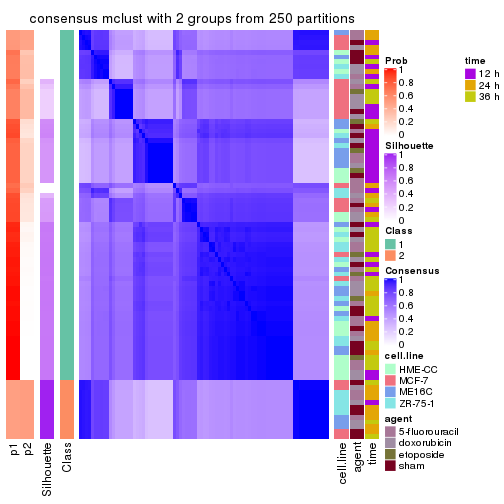 consensus mclust with 2 groups from 250 partitions
Prob
1
0.8
0.6
0.4
0.2
0
time
12 h
24 h
36 h
Silhouette
1
0.8
0.6
0.4
0.2
0
Class
1
2
Consensus
1
0.8
0.6
0.4
0.2
0
cell.line
HME-CC
MCF-7
ME16C
ZR-75-1
agent
5-fluorouracil
doxorubicin
etoposide
sham
p1
p2
Silhouette
Class
cell.line
agent
time